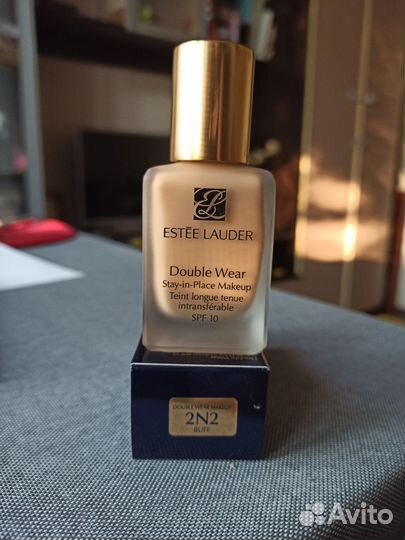 ESTĒE LAUDER
Double Wear
Stay-in-Place Makeup
Teint longue tenue
intransférable
SPF 10
DOUBLE WEAR MAKEUP
2N2
BUFF
Avito